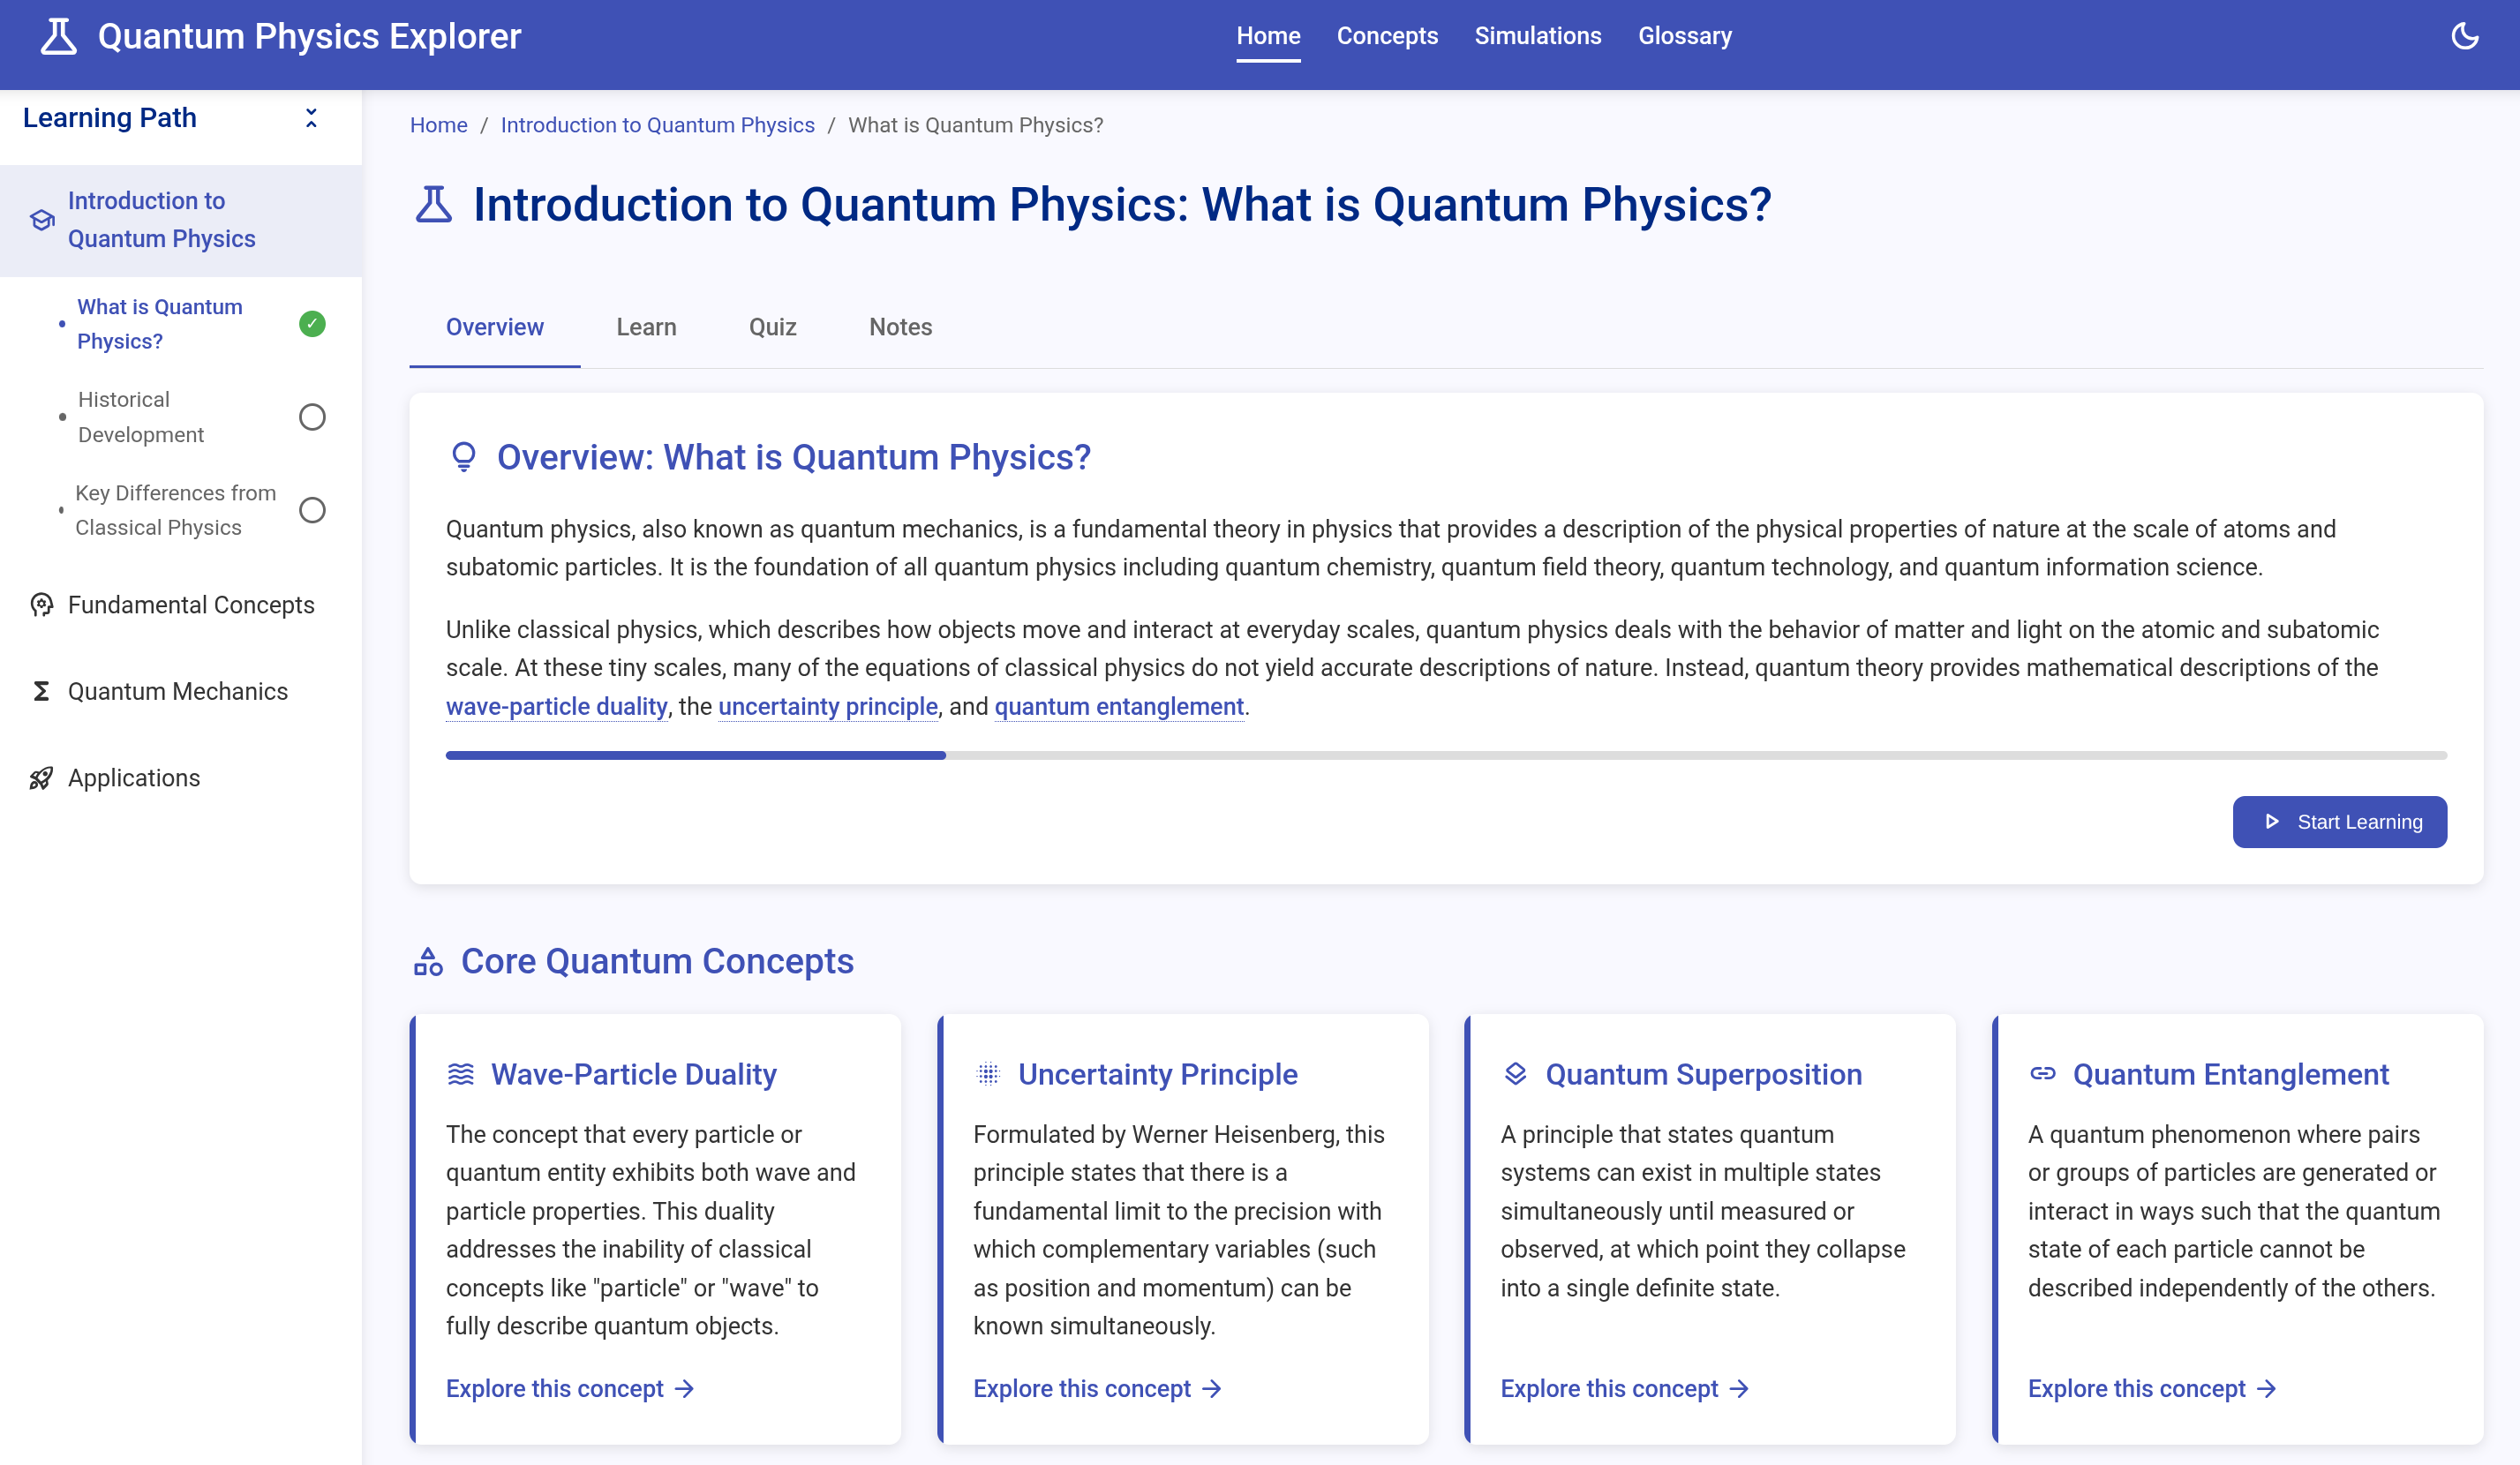 Quantum Physics Explorer
Home
Concepts
Simulations
Glossary
Learning Path
Introduction to
Quantum Physics
What is Quantum
Physics?
Historical
Development
Key Differences from
Classical Physics
Fundamental Concepts
Quantum Mechanics
Applications
Home / Introduction to Quantum Physics / What is Quantum Physics?
Introduction to Quantum Physics: What is Quantum Physics?
Overview
Learn
Quiz
Notes
Overview: What is Quantum Physics?
Quantum physics, also known as quantum mechanics, is a fundamental theory in physics that provides a description of the physical properties of nature at the scale of atoms and
subatomic particles. It is the foundation of all quantum physics including quantum chemistry, quantum field theory, quantum technology, and quantum information science.
Unlike classical physics, which describes how objects move and interact at everyday scales, quantum physics deals with the behavior of matter and light on the atomic and subatomic
scale. At these tiny scales, many of the equations of classical physics do not yield accurate descriptions of nature. Instead, quantum theory provides mathematical descriptions of the
wave-particle duality, the uncertainty principle, and quantum entanglement.
Start Learning
Core Quantum Concepts
Wave-Particle Duality
The concept that every particle or
quantum entity exhibits both wave and
particle properties. This duality
addresses the inability of classical
concepts like "particle" or "wave" to
fully describe quantum objects.
Explore this concept →
Uncertainty Principle
Formulated by Werner Heisenberg, this
principle states that there is a
fundamental limit to the precision with
which complementary variables (such
as position and momentum) can be
known simultaneously.
Explore this concept →
Quantum Superposition
A principle that states quantum
systems can exist in multiple states
simultaneously until measured or
observed, at which point they collapse
into a single definite state.
Explore this concept →
Quantum Entanglement
A quantum phenomenon where pairs
or groups of particles are generated or
interact in ways such that the quantum
state of each particle cannot be
described independently of the others.
Explore this concept →